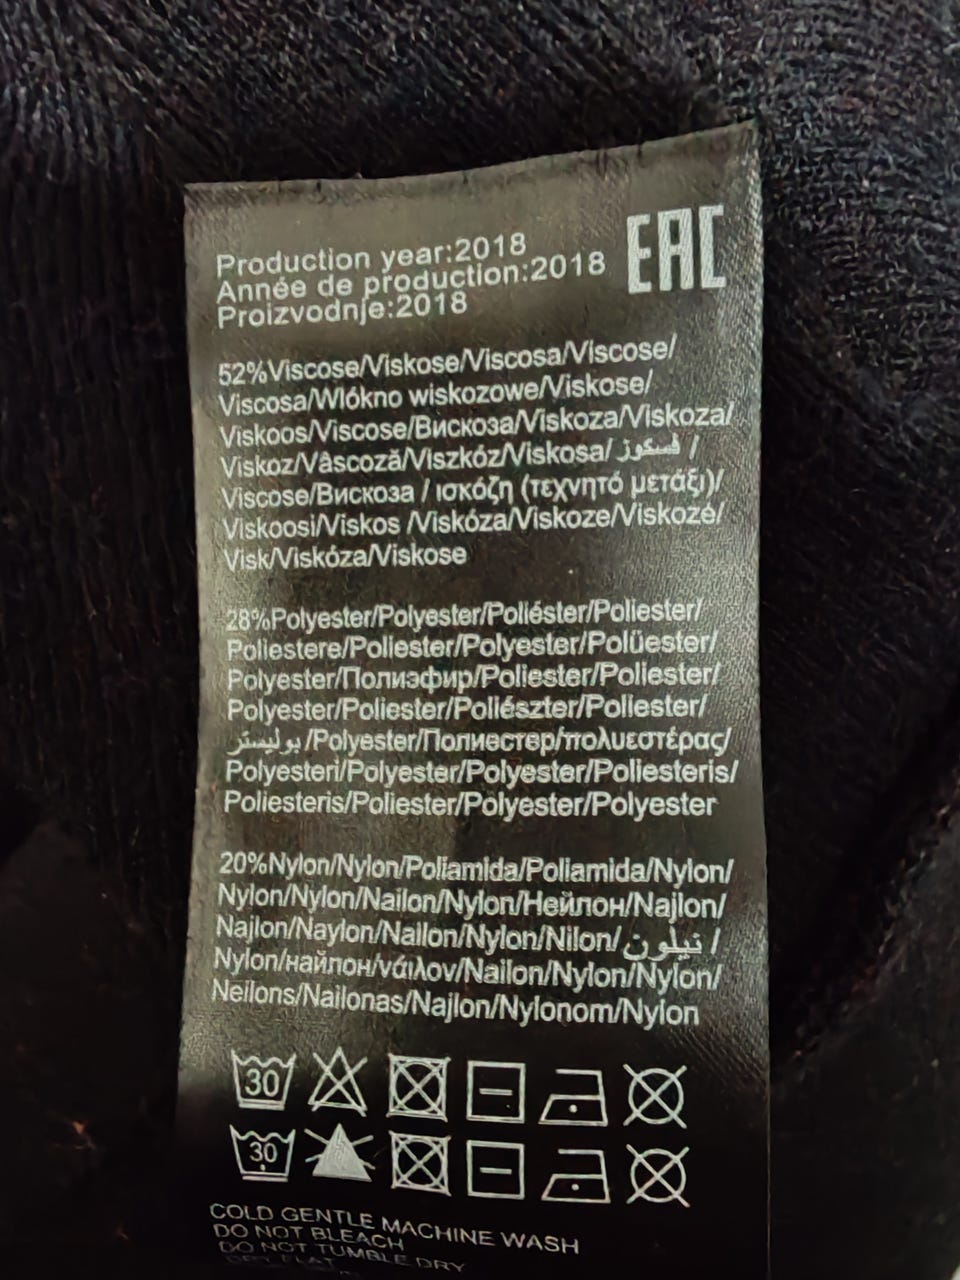 Production year:2018
EAC
Année de production:2018
Proizvodnje:2018
52%Viscose/Viskose/Viscosa/Viscose/
Viscosa/Wlókno wiskozowe/Viskose/
Viskoos/Viscose/Вискоза/Viskoza/Viskoza/
Viskoz/Vâscoză/Viszkóz/Viskosa/ فسكوز /
Viscose/Вискоза / ισκόζη (τεχνητό μετάξι)/
Viskoosi/Viskos /Viskóza/Viskoze/Viskozė/
Visk/Viskóza/Viskose
28%Polyester/Polyester/Poliéster/Poliester/
Poliestere/Poliester/Polyester/Polüester/
Polyester/Полиэфир/Poliester/Poliester/
Polyester/Poliester/Poliészter/Poliester/
بوليستر /Polyester/Полиестер/πολυεστέρας/
Polyesteri/Polyester/Polyester/Poliesteris/
Poliesteris/Poliester/Polyester/Polyester
20%Nylon/Nylon/Poliamida/Poliamida/Nylon/
Nylon/Nylon/Nailon/Nylon/Нейлон/Najlon/
Najlon/Naylon/Nailon/Nylon/Nilon/ نيلون /
Nylon/найлон/νάιλον/Nailon/Nylon/Nylon/
Neilons/Nailonas/Najlon/Nylonom/Nylon
30
30
COLD GENTLE MACHINE WASH
DO NOT BLEACH
DO NOT TUMBLE DRY
DRY FLAT